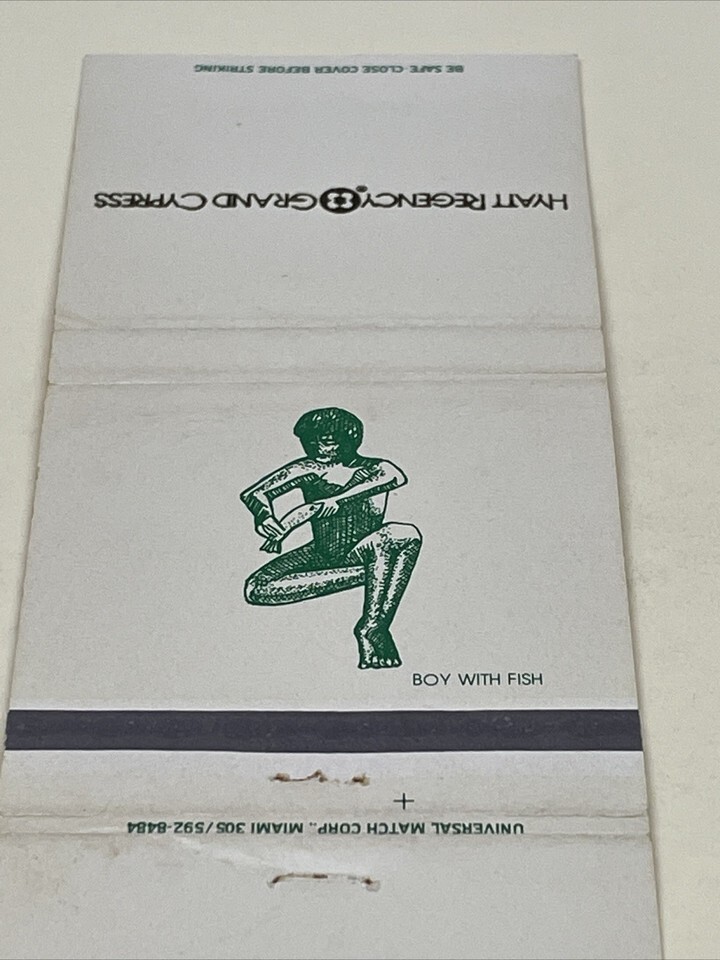 BE SAFE-CLOSE COVER BEFORE STRIKING
HYATT REGENCY® GRAND CYPRESS
BOY WITH FISH
UNIVERSAL MATCH CORP., MIAMI 305/592-8484